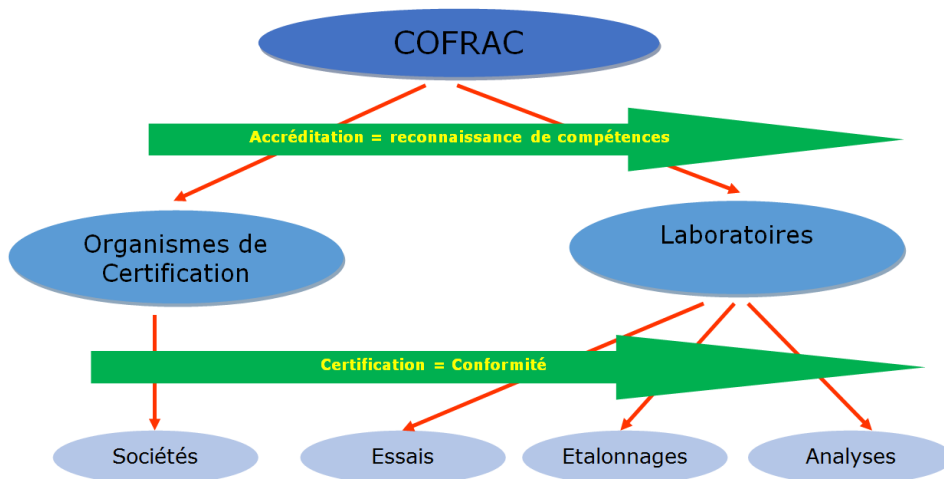 COFRAC
Accréditation = reconnaissance de compétences
Organismes de
Certification
Laboratoires
Certification = Conformité
Sociétés
Essais
Etalonnages
Analyses